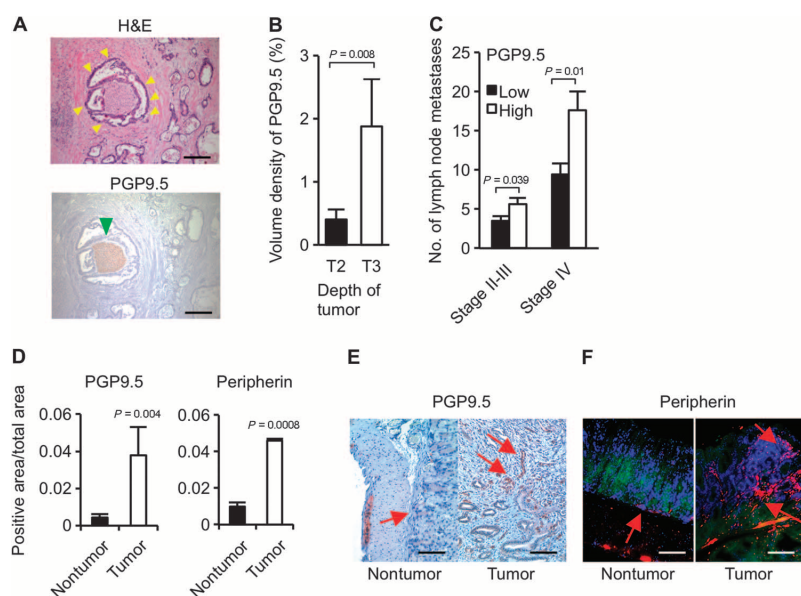 A
H&E
PGP9.5
B
Volume density of PGP9.5 (%)
3
2
1
0
P = 0.008
T2 T3
Depth of
tumor
C
No. of lymph node metastases
PGP9.5
Low
High
25
20
15
10
5
0
P = 0.039
P = 0.01
Stage II-III
Stage IV
D
Positive area/total area
PGP9.5
0.06
0.04
0.02
0
P = 0.004
Nontumor
Tumor
Peripherin
0.06
0.04
0.02
0
P = 0.0008
Nontumor
Tumor
E
PGP9.5
Nontumor Tumor
F
Peripherin
Nontumor Tumor